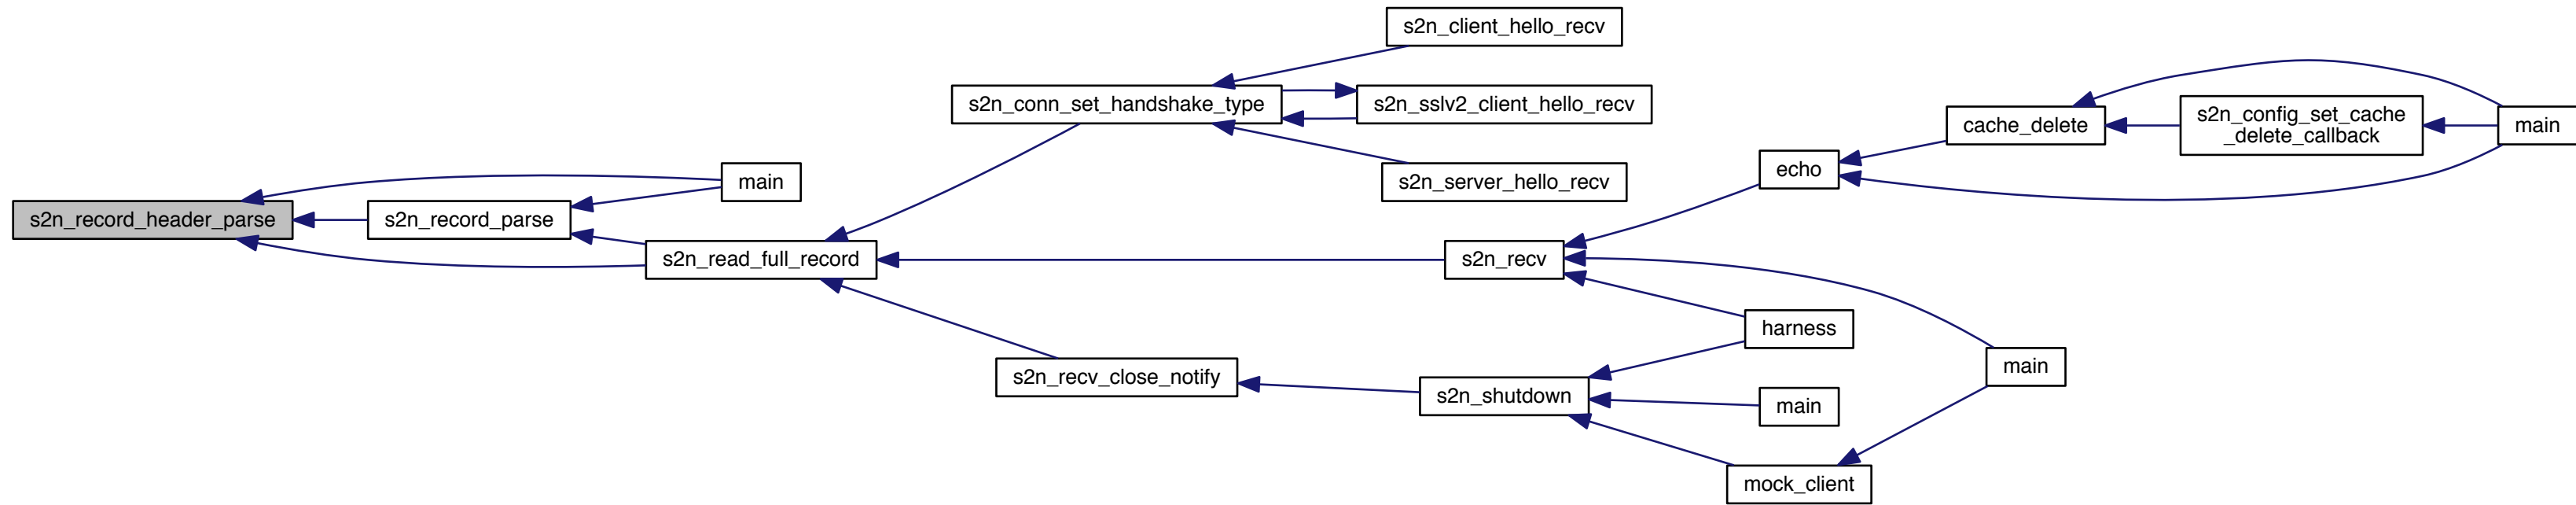 s2n_client_hello_recv
s2n_conn_set_handshake_type
s2n_sslv2_client_hello_recv
cache_delete
s2n_config_set_cache
_delete_callback
main
echo
main
s2n_server_hello_recv
s2n_record_header_parse
s2n_record_parse
s2n_read_full_record
s2n_recv
harness
s2n_recv_close_notify
main
s2n_shutdown
main
mock_client